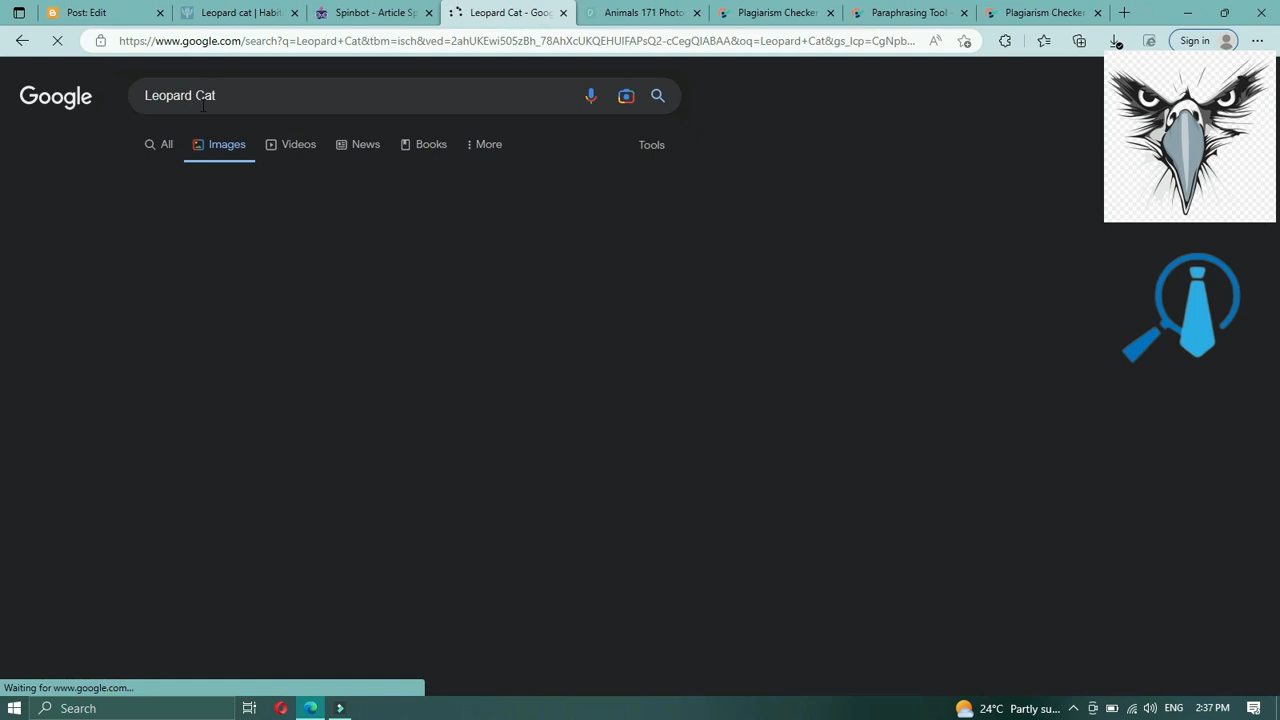 Post: Edit
Leopard cat | Habit
Spinbot - Article Sp
Leopard Cat - Goog
Animals 171 Photo
Plagiarism Checker
Paraphrasing Tool -
Plagiarism Checker
https://www.google.com/search?q=Leopard+Cat&tbm=isch&ved=2ahUKEwi505zBh_78AhXcUKQEHUIFAPsQ2-cCegQIABAA&oq=Leopard+Cat&gs_lcp=CgNpb...
Sign in
Google
Leopard Cat
All
Images
Videos
News
Books
More
Tools
Waiting for www.google.com...
Search
24°C Partly su...
ENG
2:37 PM